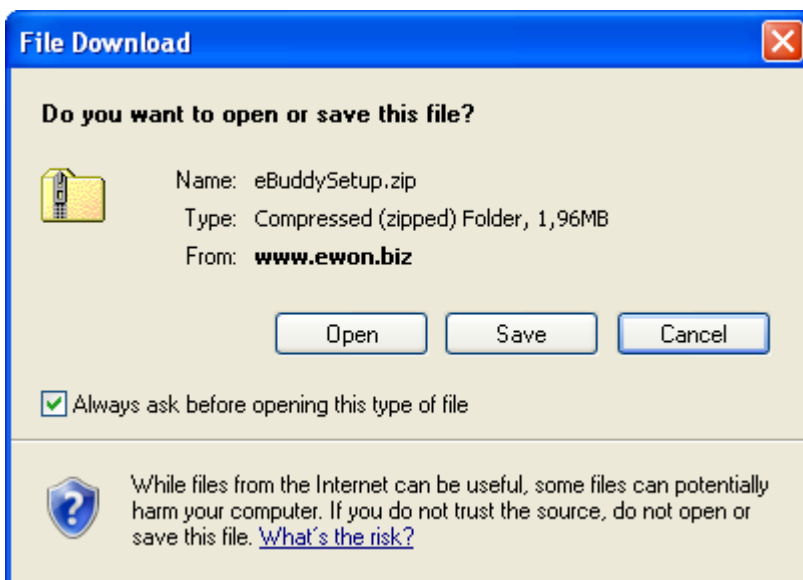 File Download
Do you want to open or save this file?
Name: eBuddySetup.zip
Type: Compressed (zipped) Folder, 1,96MB
From: www.ewon.biz
Open Save Cancel
Always ask before opening this type of file
While files from the Internet can be useful, some files can potentially
harm your computer. If you do not trust the source, do not open or
save this file. What's the risk?